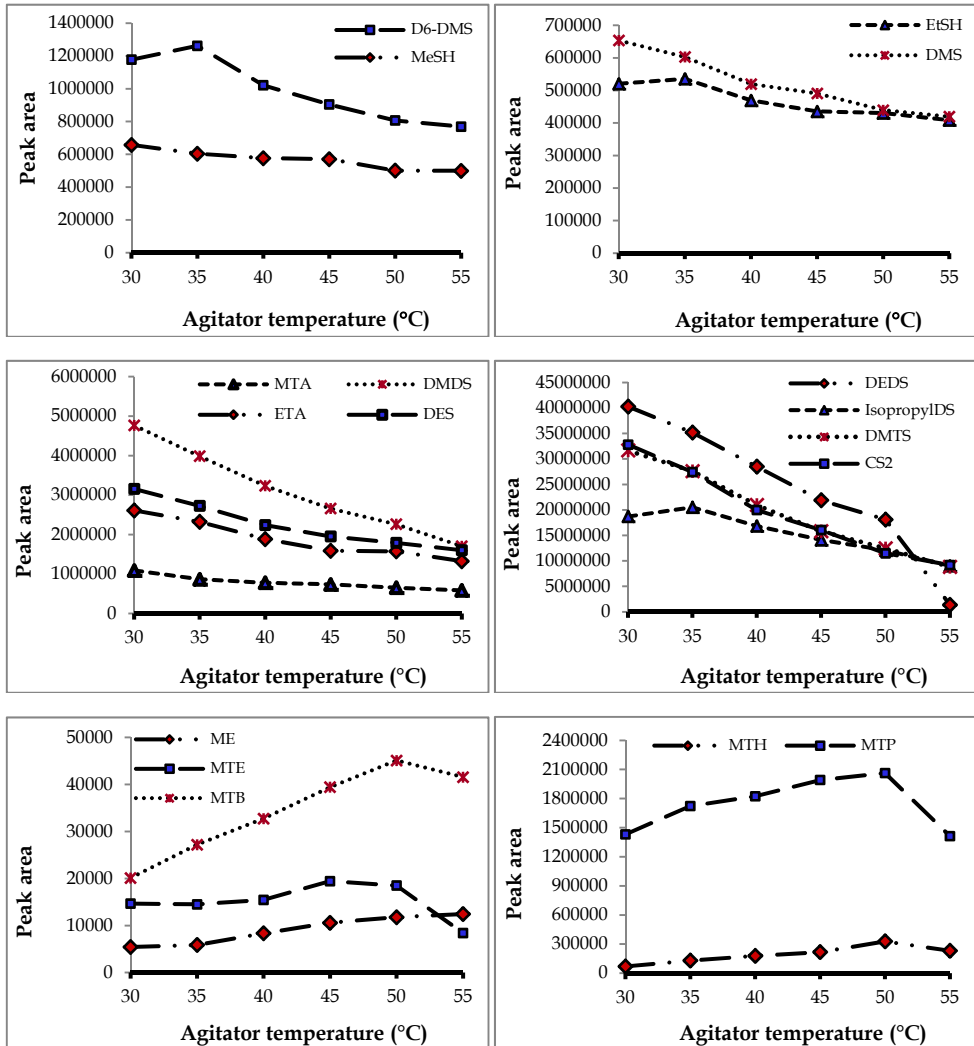 1400000
1200000
1000000
800000
600000
400000
200000
0
Peak area
D6-DMS
MeSH
30 35 40 45 50 55
Agitator temperature (°C)
700000
600000
500000
400000
300000
200000
100000
0
Peak area
EtSH
DMS
30 35 40 45 50 55
Agitator temperature (°C)
6000000
5000000
4000000
3000000
2000000
1000000
0
Peak area
MTA DMDS
ETA DES
30 35 40 45 50 55
Agitator temperature (°C)
45000000
40000000
35000000
30000000
25000000
20000000
15000000
10000000
5000000
0
Peak area
DEDS
IsopropylDS
DMTS
CS2
30 35 40 45 50 55
Agitator temperature (°C)
50000
40000
30000
20000
10000
0
Peak area
ME
MTE
MTB
30 35 40 45 50 55
Agitator temperature (°C)
2400000
2100000
1800000
1500000
1200000
900000
600000
300000
0
Peak area
MTH MTP
30 35 40 45 50 55
Agitator temperature (°C)